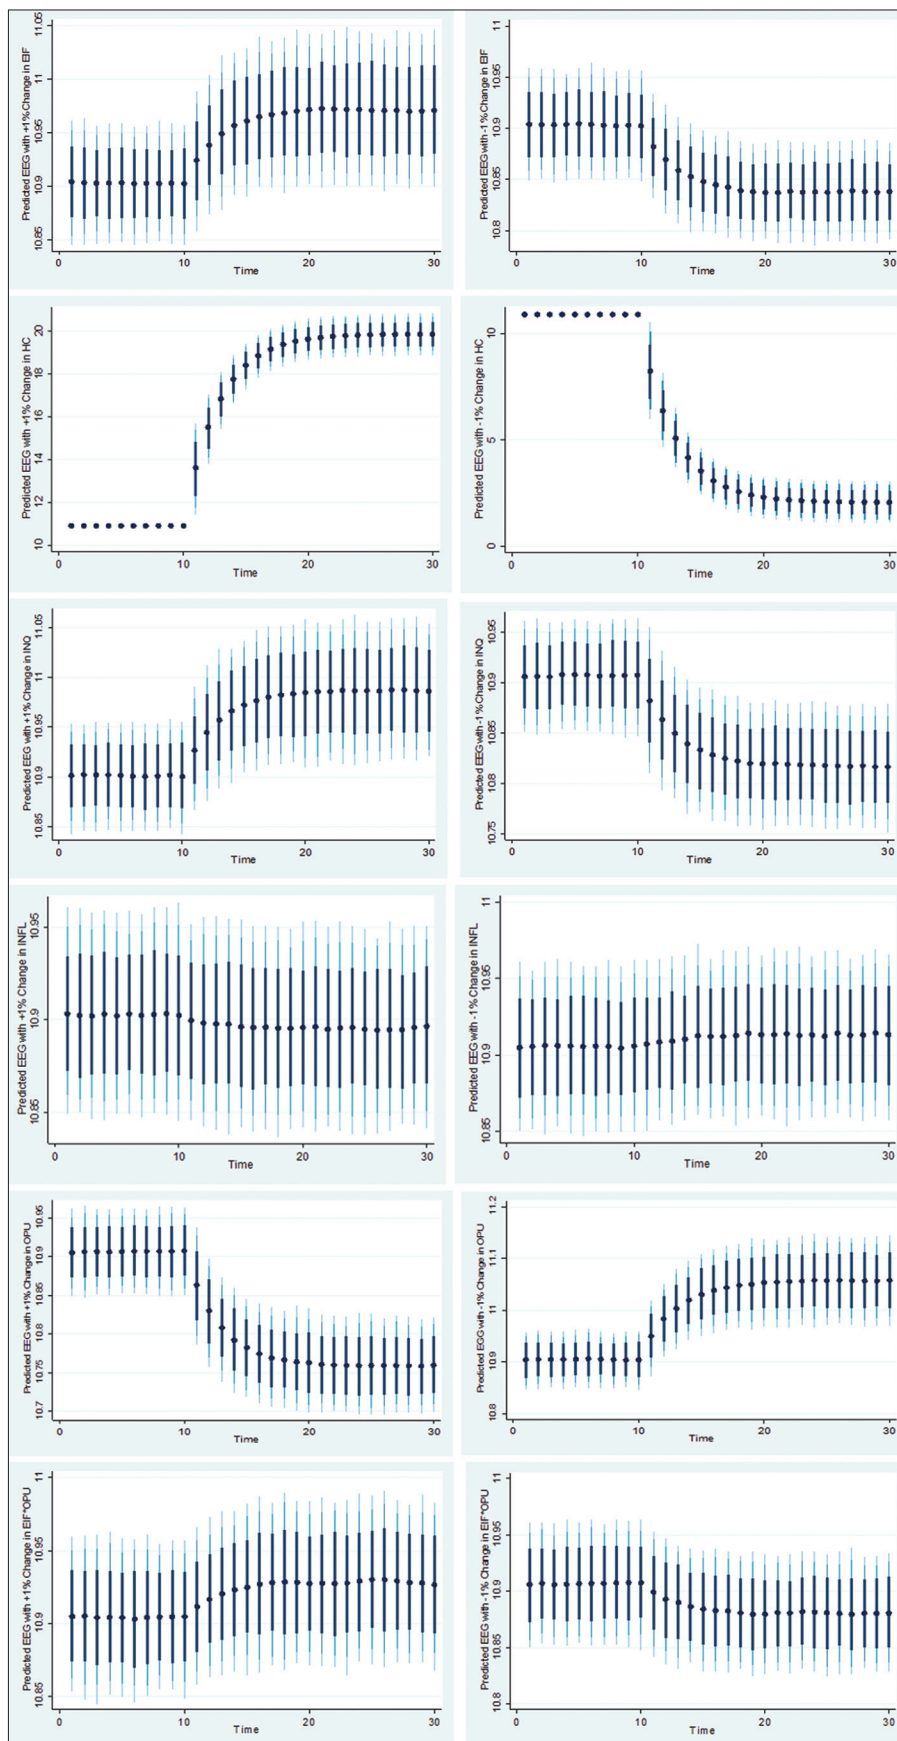 Predicted EEG with +1% Change in EIF
10.85 10.9 10.95 11 11.05
0 10 20 30
Time
Predicted EEG with -1% Change in EIF
10.8 10.85 10.9 10.95 11
0 10 20 30
Time
Predicted EEG with +1% Change in HC
10 12 14 16 18 20
0 10 20 30
Time
Predicted EEG with -1% Change in HC
0 5 10
0 10 20 30
Time
Predicted EEG with +1% Change in INQ
10.85 10.9 10.95 11 11.05
0 10 20 30
Time
Predicted EEG with -1% Change in INQ
10.75 10.8 10.85 10.9 10.95
0 10 20 30
Time
Predicted EEG with +1% Change in INFL
10.85 10.9 10.95
0 10 20 30
Time
Predicted EEG with -1% Change in INFL
10.85 10.9 10.95 11
0 10 20 30
Time
Predicted EEG with +1% Change in OPU
10.7 10.75 10.8 10.85 10.9 10.95
0 10 20 30
Time
Predicted EGG with -1% Change in OPU
10.8 10.9 11 11.1 11.2
0 10 20 30
Time
Predicted EEG with +1% Change in EIF*OPU
10.85 10.9 10.95 11
0 10 20 30
Time
Predicted EEG with -1% Change in EIF*OPU
10.8 10.85 10.9 10.95 11
0 10 20 30
Time